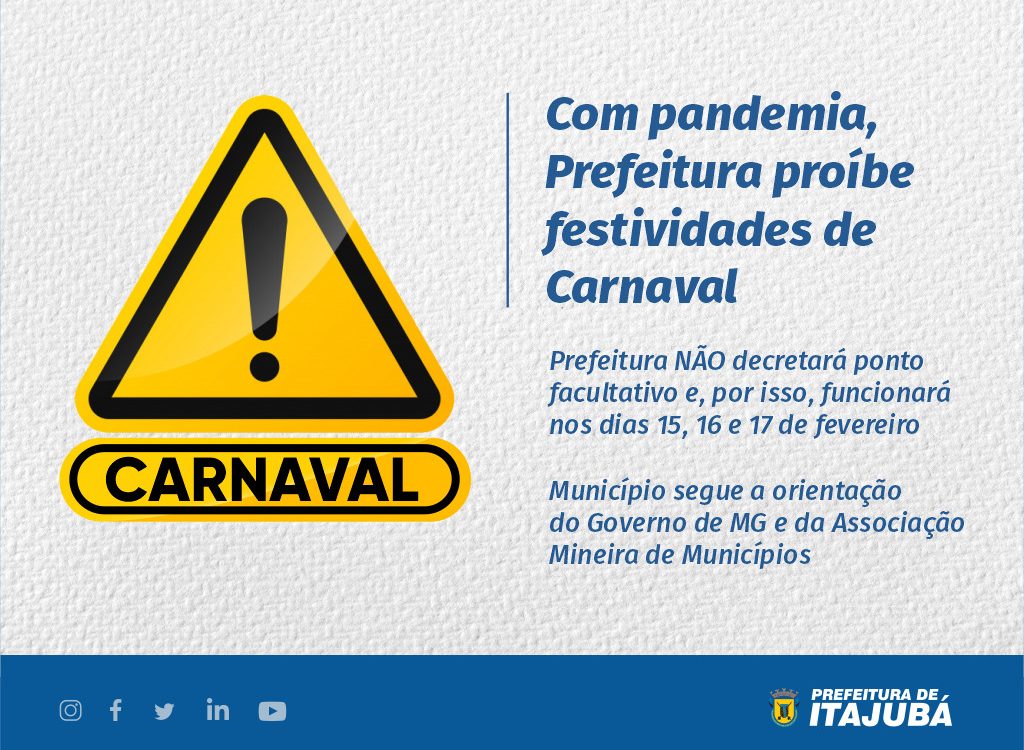 Com pandemia,
Prefeitura proíbe
festividades de
Carnaval
Prefeitura NÃO decretará ponto
facultativo e, por isso, funcionará
nos dias 15, 16 e 17 de fevereiro
Município segue a orientação
do Governo de MG e da Associação
Mineira de Municípios
CARNAVAL
PREFEITURA DE
ITAJUBÁ